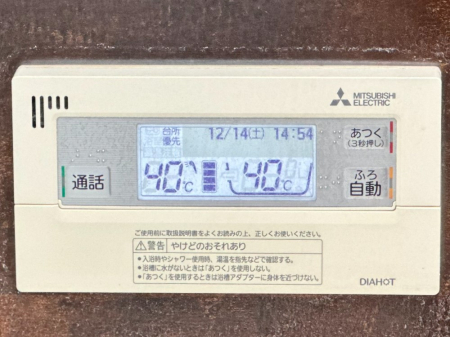 MITSUBISHI
ELECTRIC
台所
優先
12/14(土) 14:54
あつく
(3秒押し)
通話
40℃
40℃
ふろ
自動
ご使用前に取扱説明書をよくお読みの上、正しくお使いください。
⚠警告 やけどのおそれあり
●入浴時やシャワー使用時、湯温を指先などで確認する。
●浴槽に水がないときは「あつく」を使用しない。
●「あつく」を使用するときは浴槽アダプターに身体を近づけない。
DIAHOT